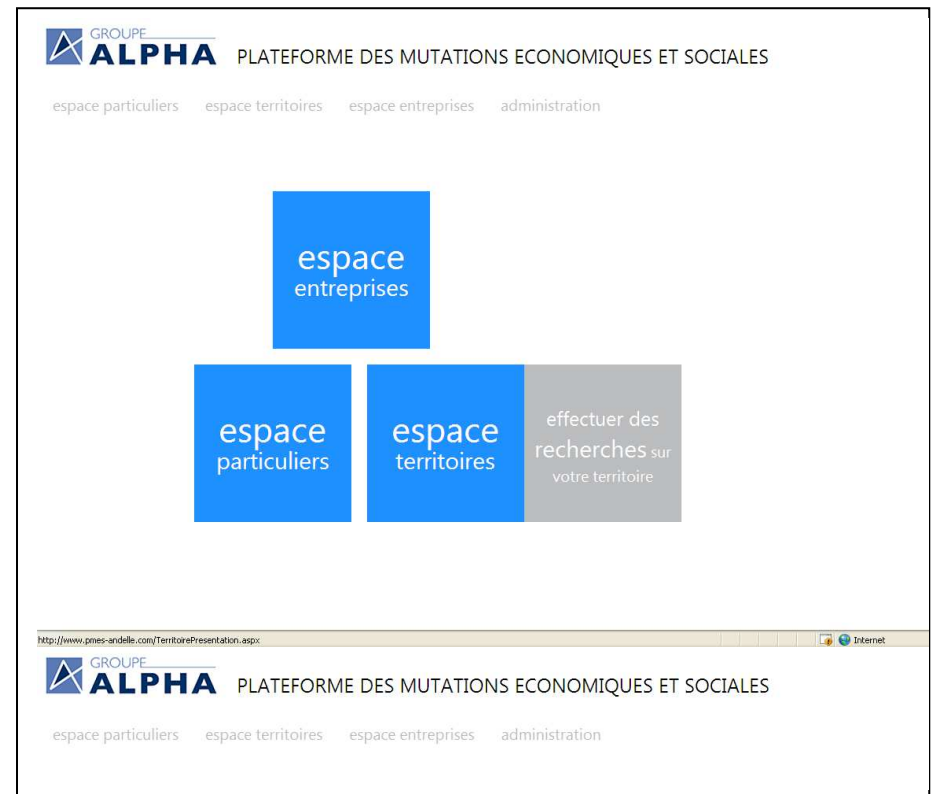 GROUPE
ALPHA PLATEFORME DES MUTATIONS ECONOMIQUES ET SOCIALES
espace particuliers espace territoires espace entreprises administration
espace
entreprises
espace
particuliers
espace
territoires
effectuer des
recherches sur
votre territoire
http://www.pmes-andelle.com/TerritoirePresentation.aspx Internet
GROUPE
ALPHA PLATEFORME DES MUTATIONS ECONOMIQUES ET SOCIALES
espace particuliers espace territoires espace entreprises administration